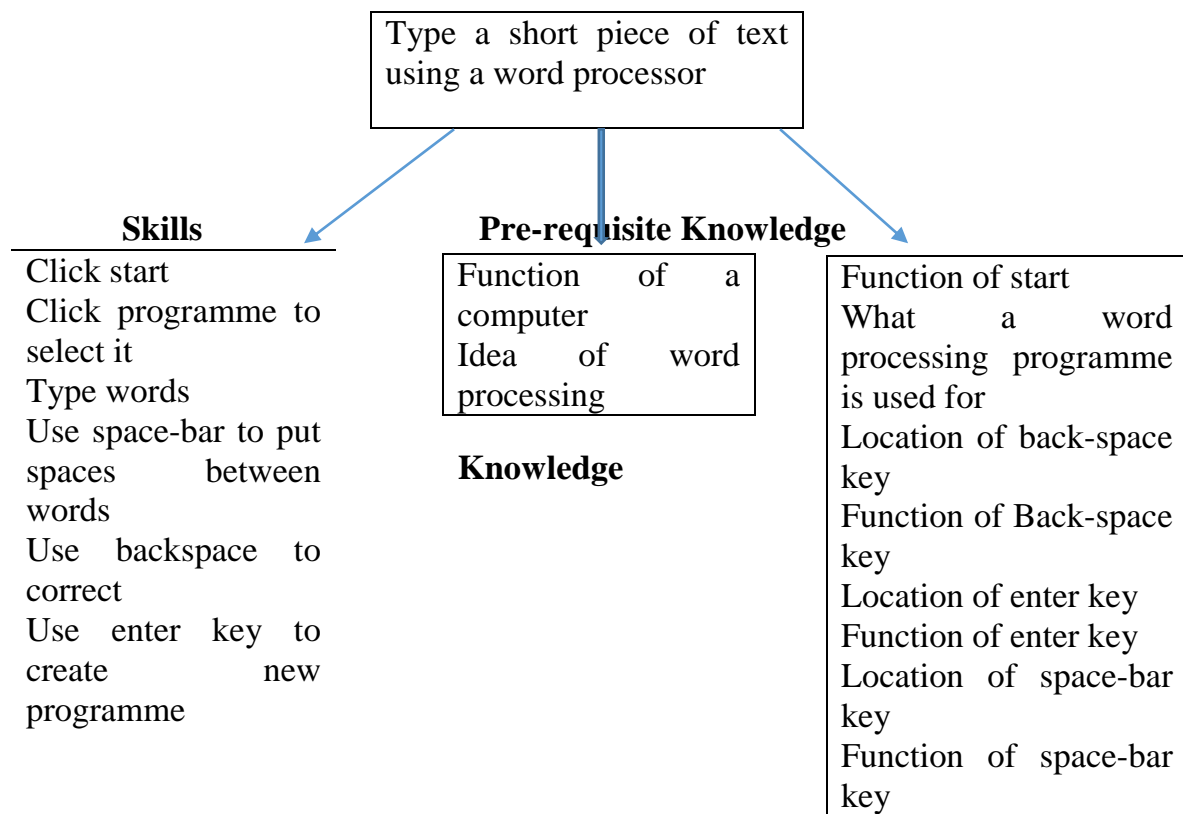 Type a short piece of text
using a word processor
Skills
Click start
Click programme to
select it
Type words
Use space-bar to put
spaces between
words
Use backspace to
correct
Use enter key to
create new
programme
Pre-requisite Knowledge
Function of a
computer
Idea of word
processing
Knowledge
Function of start
What a word
processing programme
is used for
Location of back-space
key
Function of Back-space
key
Location of enter key
Function of enter key
Location of space-bar
key
Function of space-bar
key